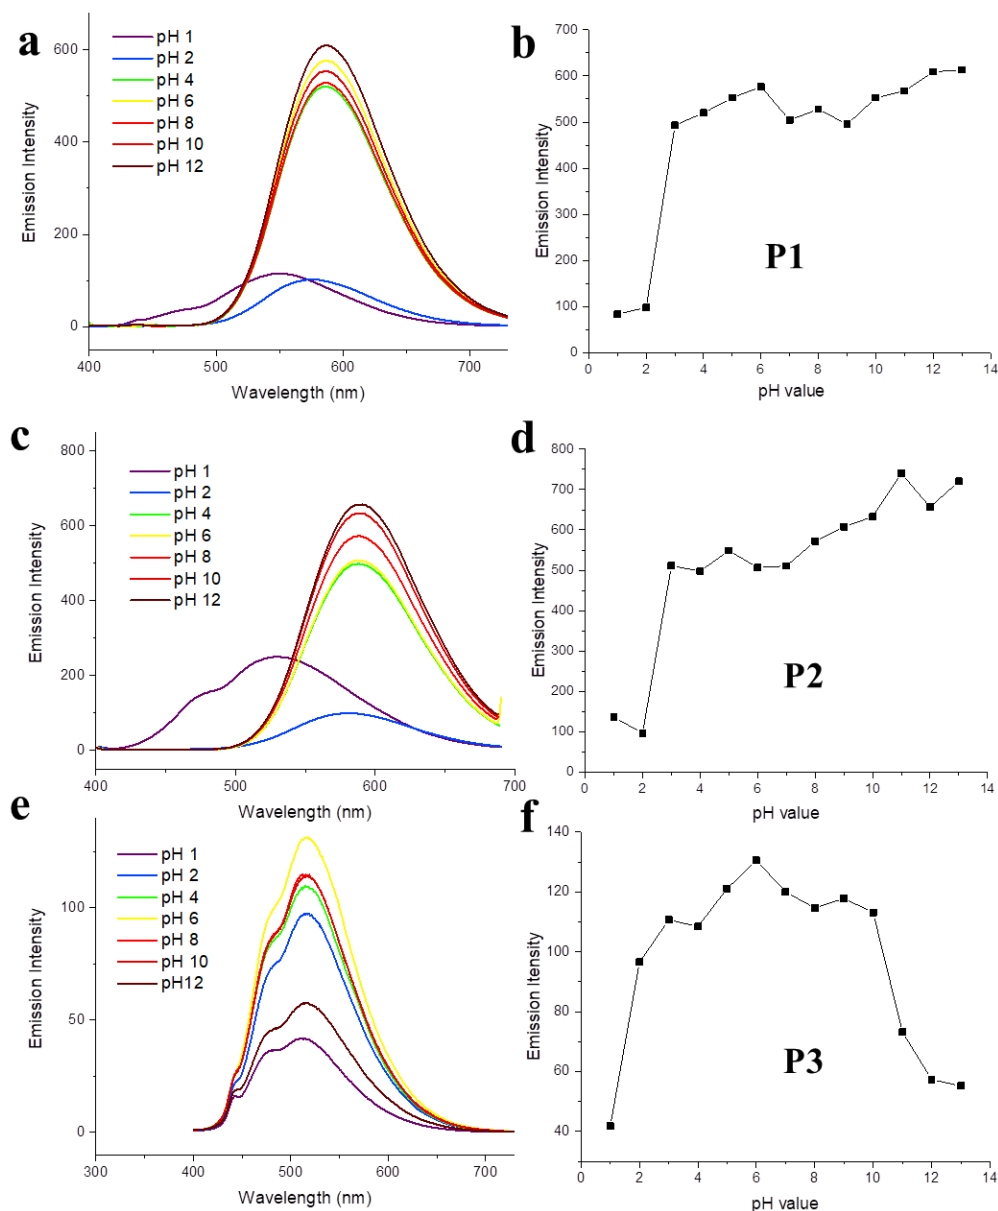 a
pH 1
pH 2
pH 4
pH 6
pH 8
pH 10
pH 12
600
400
200
0
400
500
600
700
Emission Intensity
Wavelength (nm)
b
700
600
500
400
300
200
100
0
0
2
4
6
8
10
12
14
Emission Intensity
pH value
P1
c
pH 1
pH 2
pH 4
pH 6
pH 8
pH 10
pH 12
800
600
400
200
0
400
500
600
700
Emission Intensity
Wavelength (nm)
d
800
700
600
500
400
300
200
100
0
0
2
4
6
8
10
12
14
Emission Intensity
pH value
P2
e
pH 1
pH 2
pH 4
pH 6
pH 8
pH 10
pH12
100
50
0
300
400
500
600
700
Emission Intensity
Wavelength (nm)
f
140
120
100
80
60
40
0
2
4
6
8
10
12
14
Emission Itensity
pH value
P3